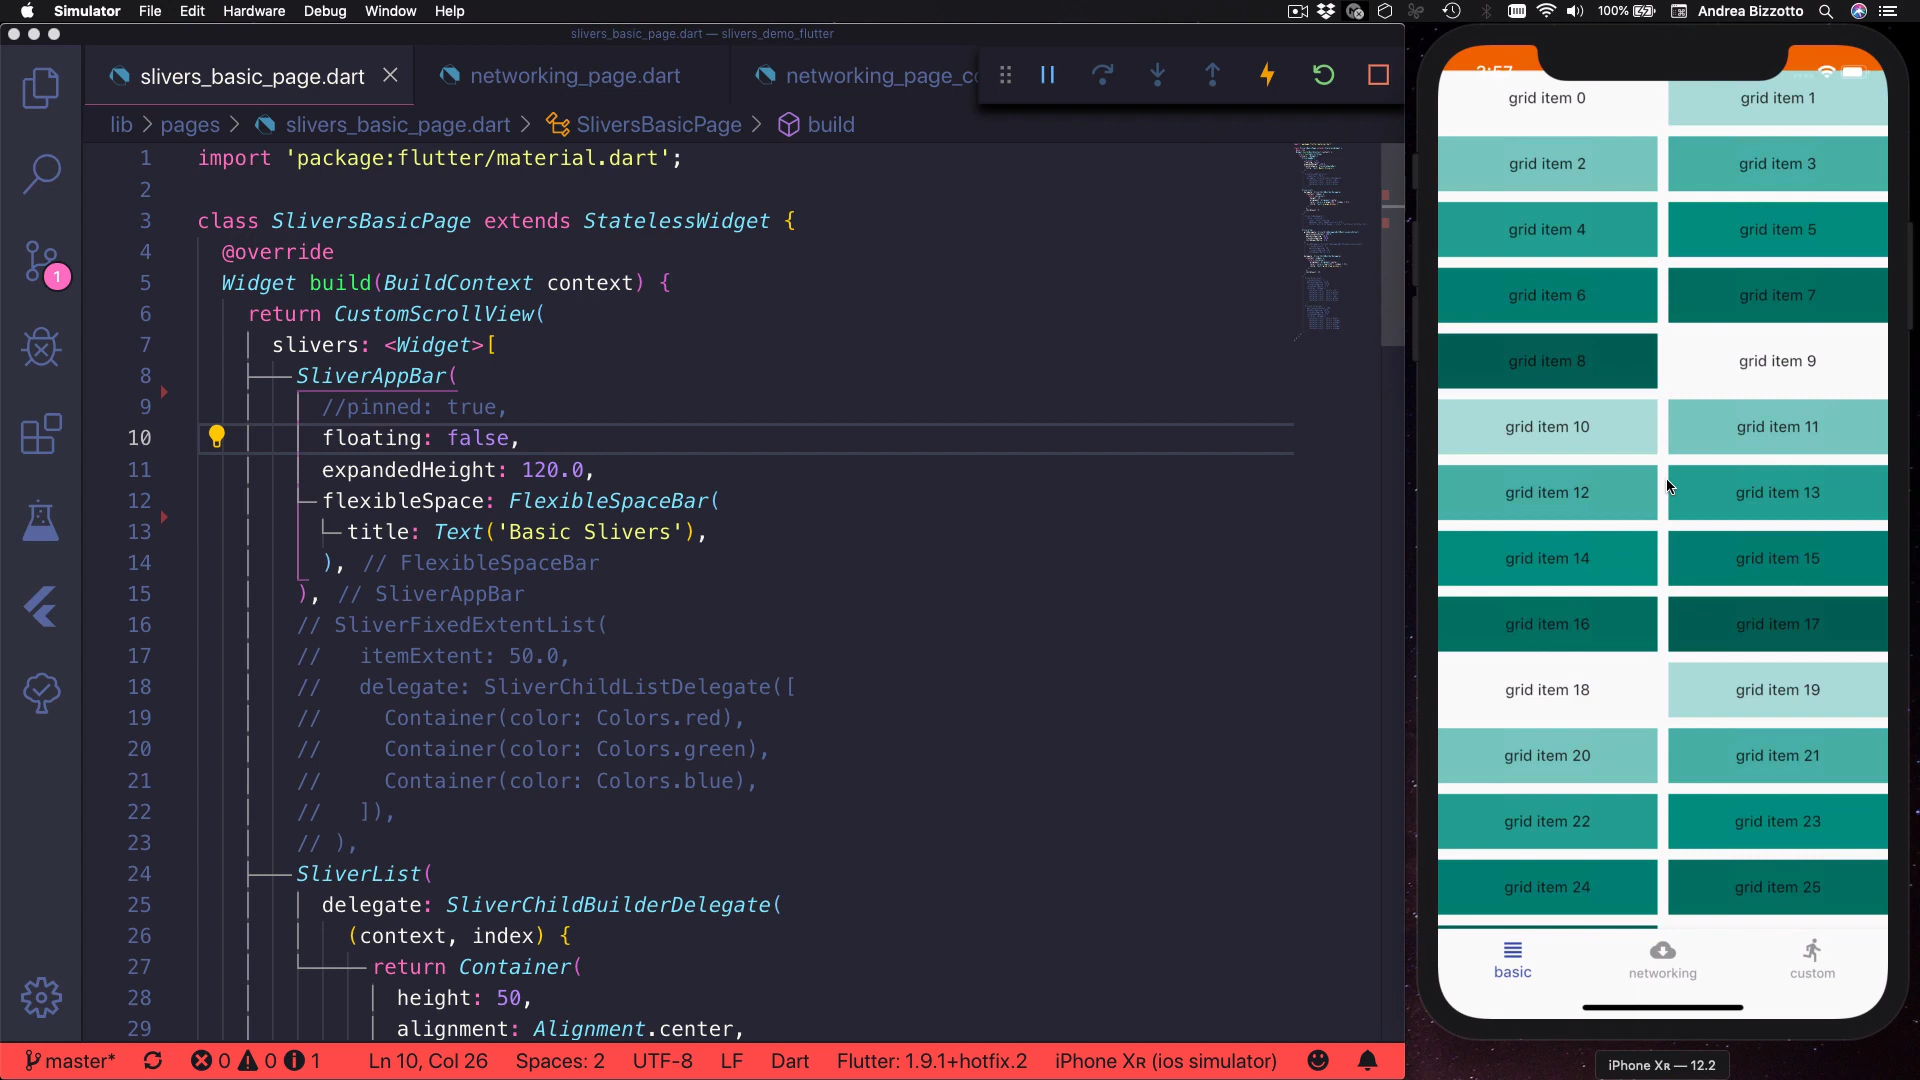 Simulator File Edit Hardware Debug Window Help 100% Andrea Bizzotto
slivers_basic_page.dart — slivers_demo_flutter
slivers_basic_page.dart networking_page.dart networking_page_c
lib > pages > slivers_basic_page.dart > SliversBasicPage > build
1 import 'package:flutter/material.dart';
2
3 class SliversBasicPage extends StatelessWidget {
4 @override
5 Widget build(BuildContext context) {
6 return CustomScrollView(
7 slivers: <Widget>[
8 SliverAppBar(
9 //pinned: true,
10 floating: false,
11 expandedHeight: 120.0,
12 flexibleSpace: FlexibleSpaceBar(
13 title: Text('Basic Slivers'),
14 ), // FlexibleSpaceBar
15 ), // SliverAppBar
16 // SliverFixedExtentList(
17 // itemExtent: 50.0,
18 // delegate: SliverChildListDelegate([
19 // Container(color: Colors.red),
20 // Container(color: Colors.green),
21 // Container(color: Colors.blue),
22 // ]),
23 // ),
24 SliverList(
25 delegate: SliverChildBuilderDelegate(
26 (context, index) {
27 return Container(
28 height: 50,
29 alignment: Alignment.center,
1
master* 0 0 1 Ln 10, Col 26 Spaces: 2 UTF-8 LF Dart Flutter: 1.9.1+hotfix.2 iPhone Xʀ (ios simulator)
grid item 0 grid item 1
grid item 2 grid item 3
grid item 4 grid item 5
grid item 6 grid item 7
grid item 8 grid item 9
grid item 10 grid item 11
grid item 12 grid item 13
grid item 14 grid item 15
grid item 16 grid item 17
grid item 18 grid item 19
grid item 20 grid item 21
grid item 22 grid item 23
grid item 24 grid item 25
basic networking custom
iPhone Xʀ — 12.2